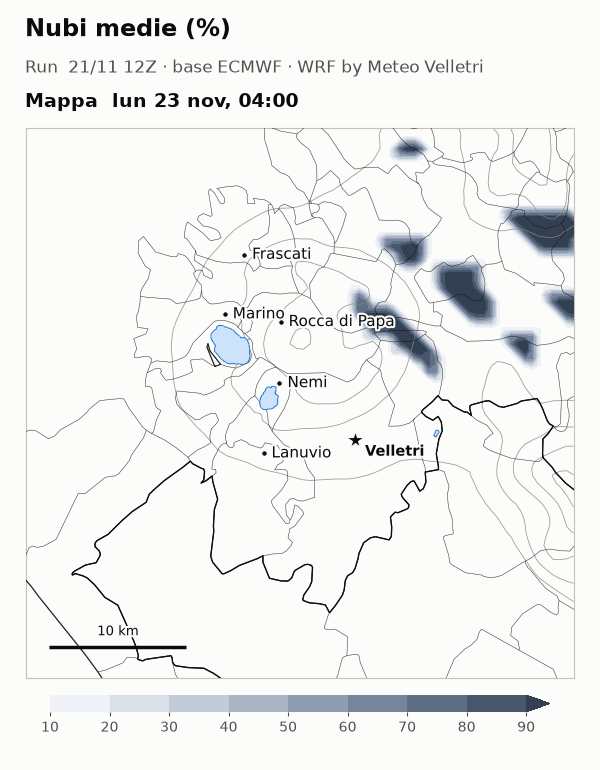 Nubi medie (%)
Run  21/11 12Z · base ECMWF · WRF by Meteo Velletri
Mappa  lun 23 nov, 04:00
Frascati
Marino
Rocca di Papa
Nemi
Velletri
Lanuvio
10 km
10 20 30 40 50 60 70 80 90